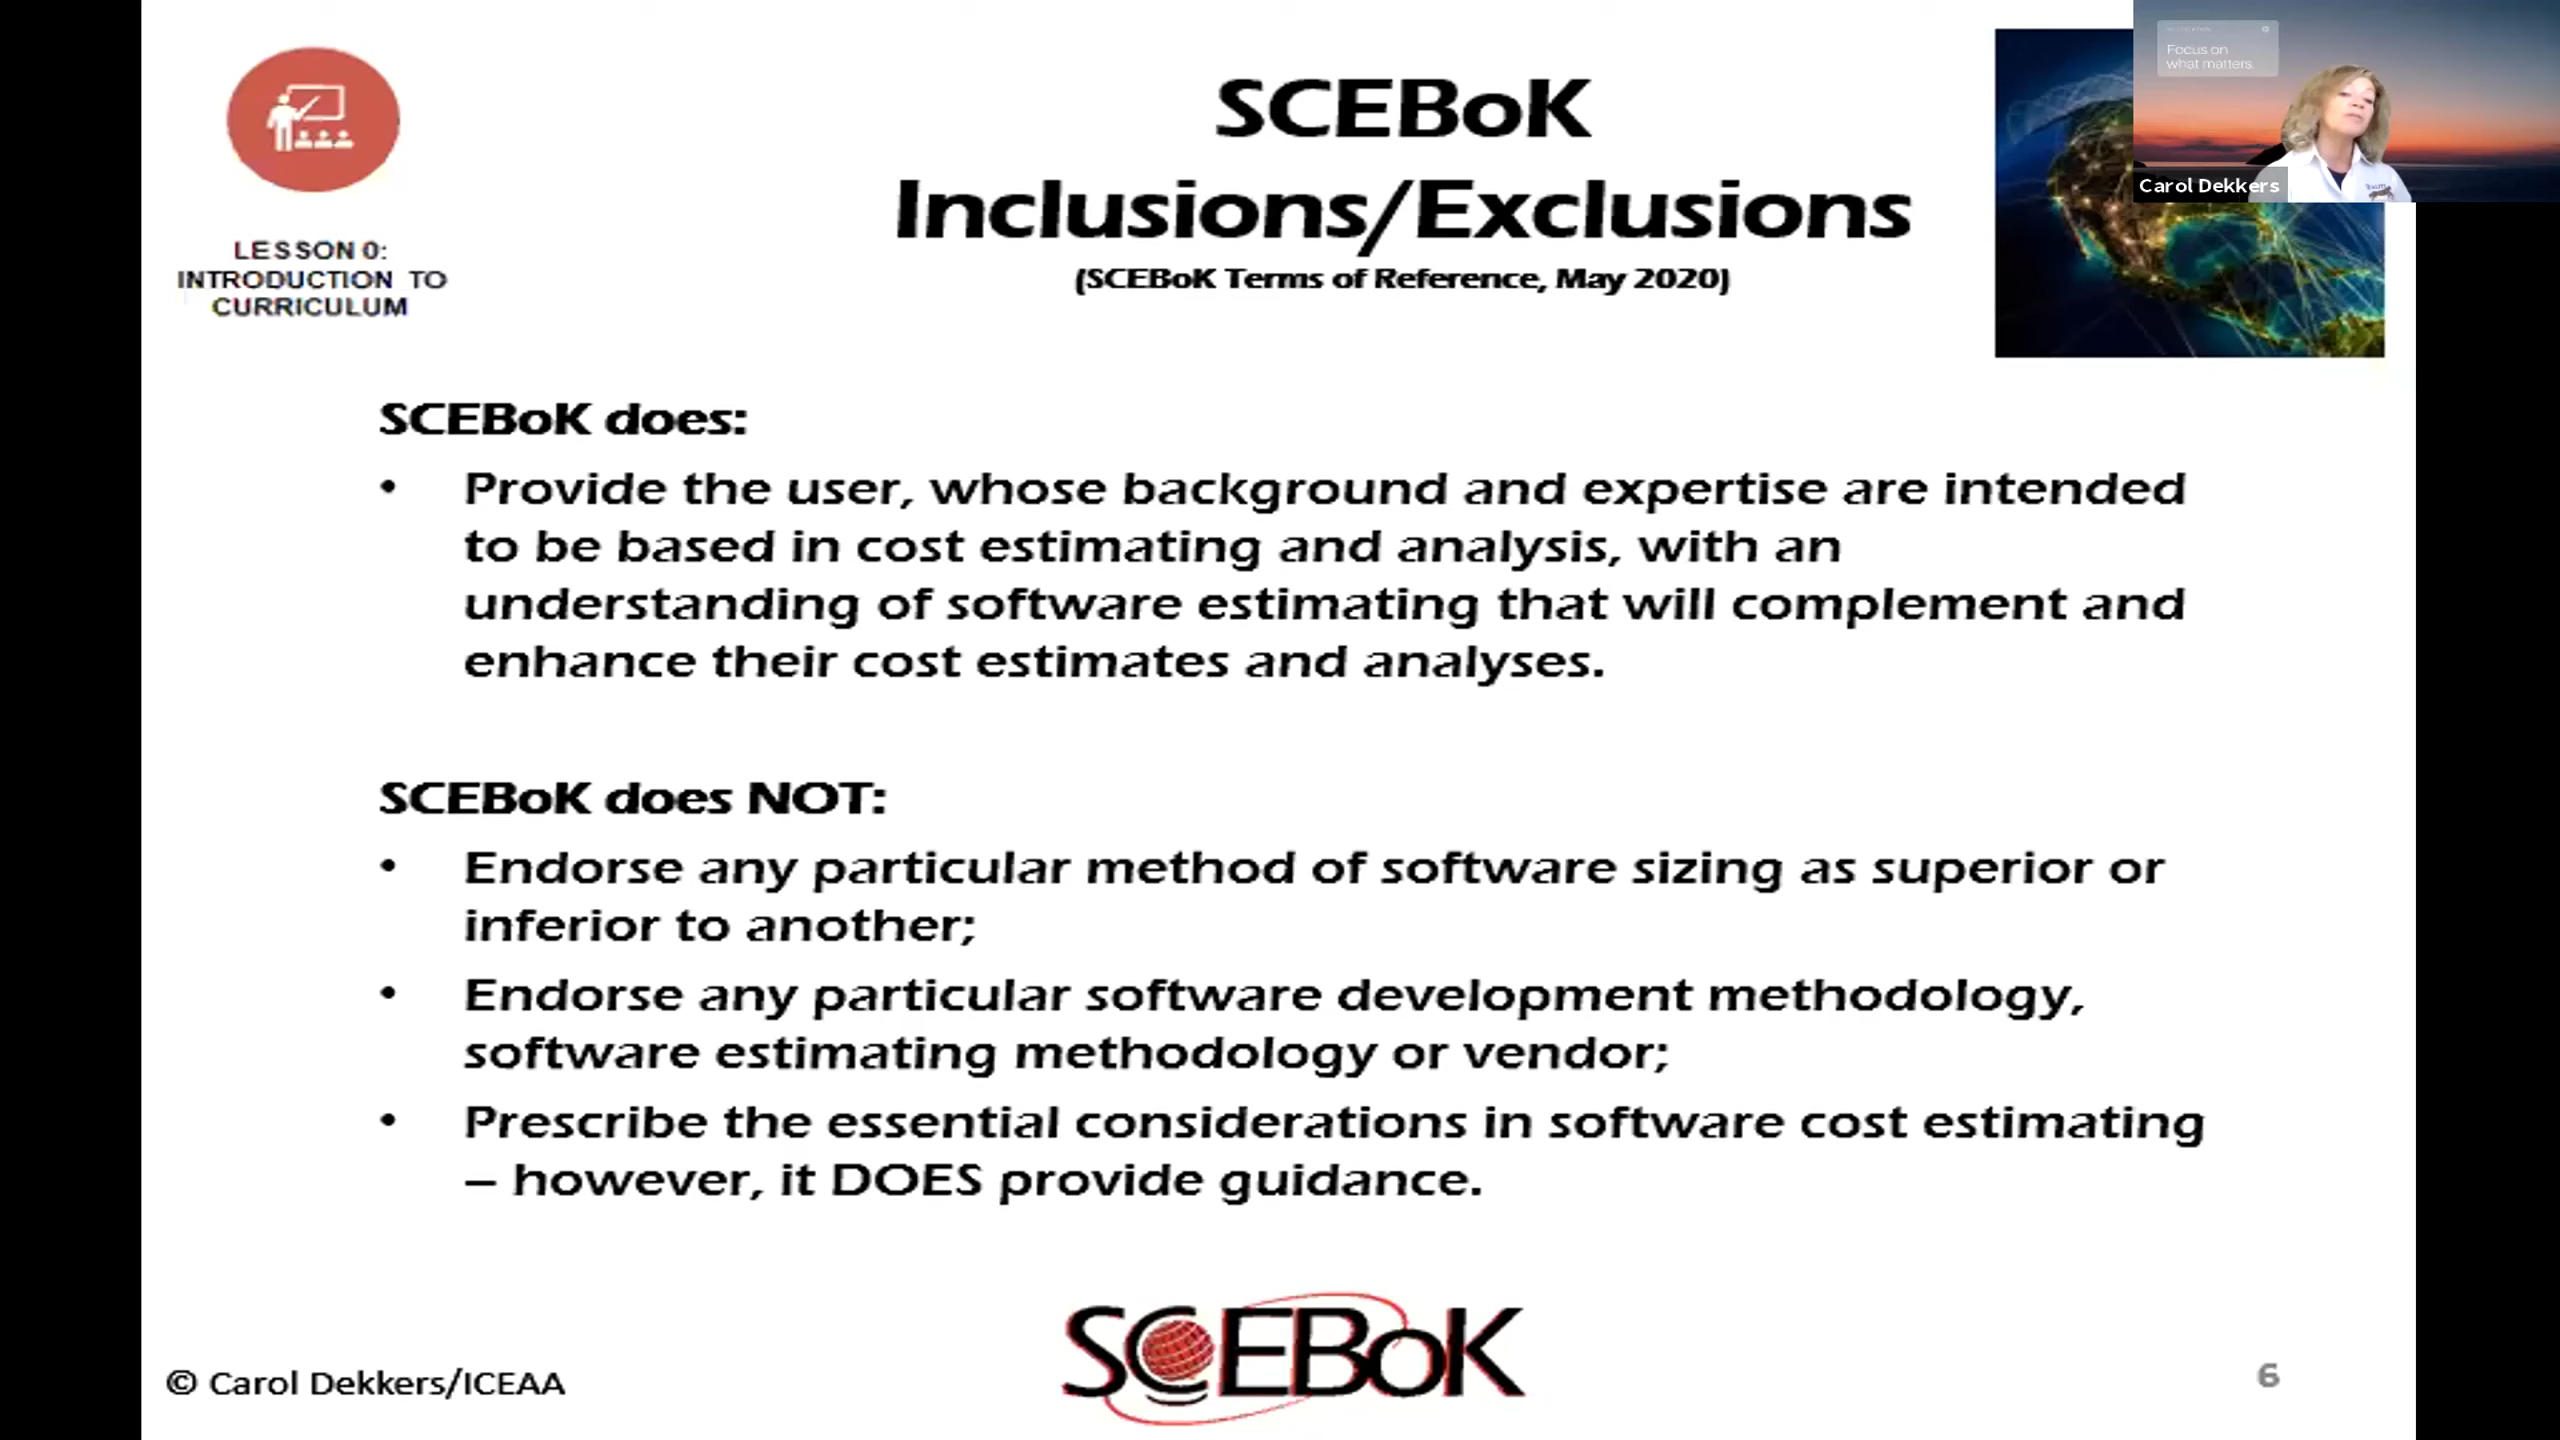 LESSON 0:
INTRODUCTION TO
CURRICULUM
SCEBoK
Inclusions/Exclusions
(SCEBoK Terms of Reference, May 2020)
Focus on
what matters.
Carol Dekkers
SCEBoK does:
• Provide the user, whose background and expertise are intended
to be based in cost estimating and analysis, with an
understanding of software estimating that will complement and
enhance their cost estimates and analyses.
SCEBoK does NOT:
• Endorse any particular method of software sizing as superior or
inferior to another;
• Endorse any particular software development methodology,
software estimating methodology or vendor;
• Prescribe the essential considerations in software cost estimating
– however, it DOES provide guidance.
SCEBoK
© Carol Dekkers/ICEAA
6